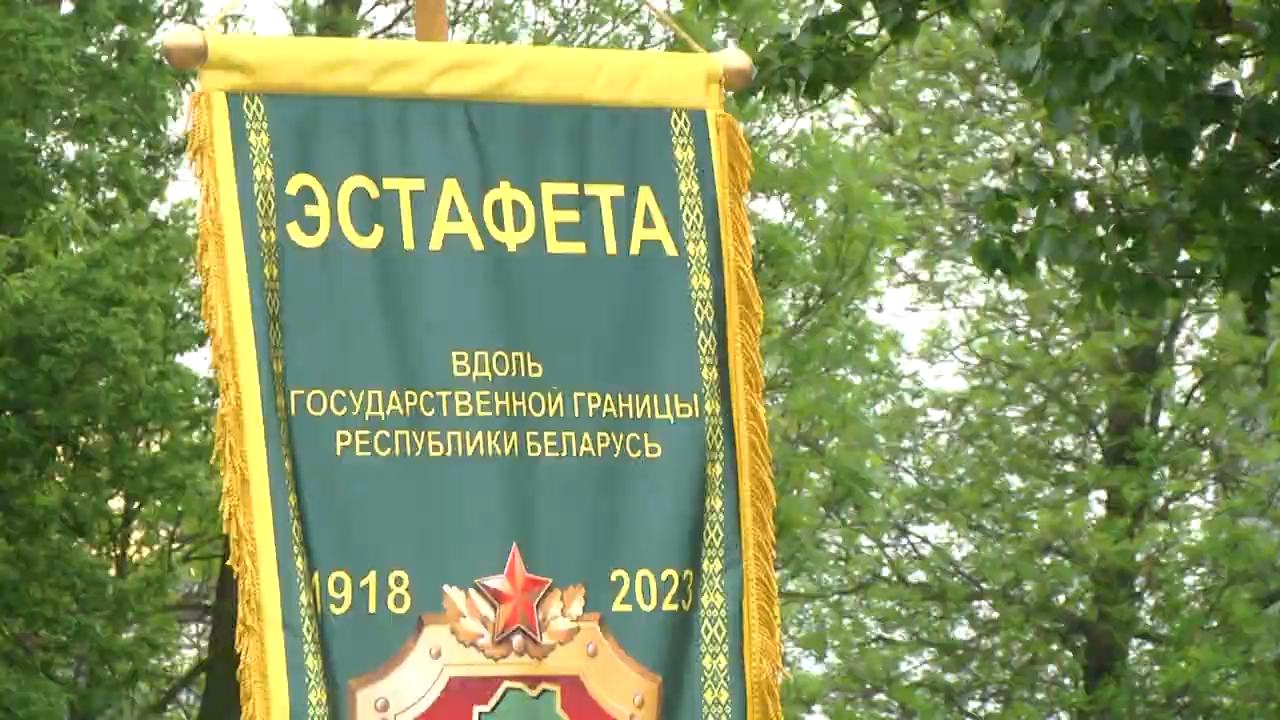 ЭСТАФЕТА
ВДОЛЬ
ГОСУДАРСТВЕННОЙ ГРАНИЦЫ
РЕСПУБЛИКИ БЕЛАРУСЬ
1918 2023